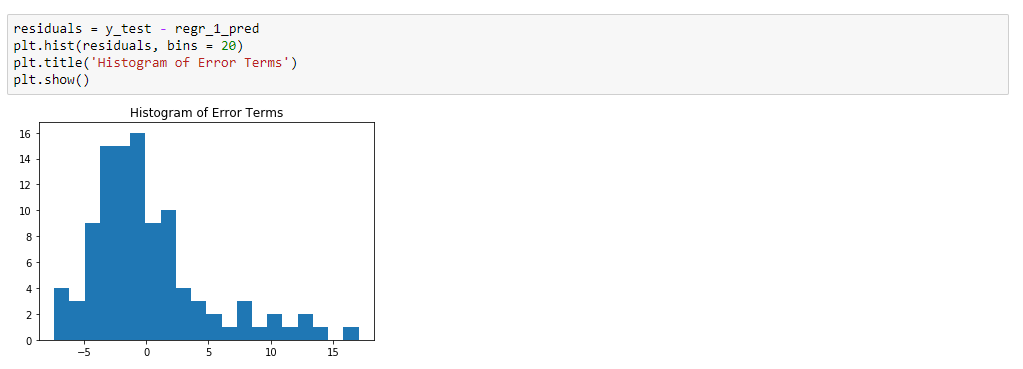 residuals = y_test - regr_1_pred
plt.hist(residuals, bins = 20)
plt.title('Histogram of Error Terms')
plt.show()
Histogram of Error Terms
16
14
12
10
8
6
4
2
0
−5 0 5 10 15